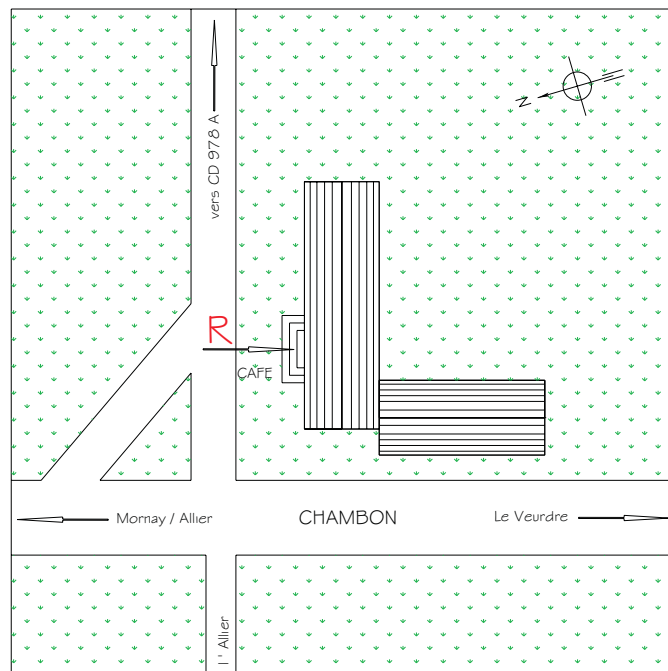 N
vers CD 978 A
R
CAFE
Mornay / Allier
CHAMBON
Le Veurdre
l ' Allier